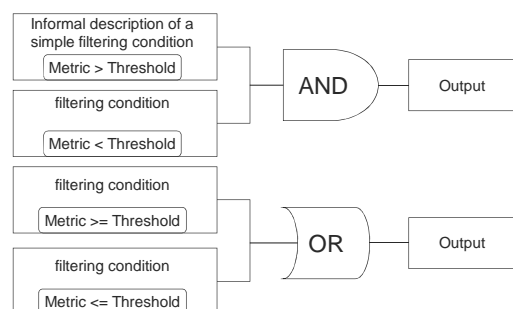 Informal description of a
simple filtering condition
Metric > Threshold
filtering condition
Metric < Threshold
AND
Output
filtering condition
Metric >= Threshold
filtering condition
Metric <= Threshold
OR
Output